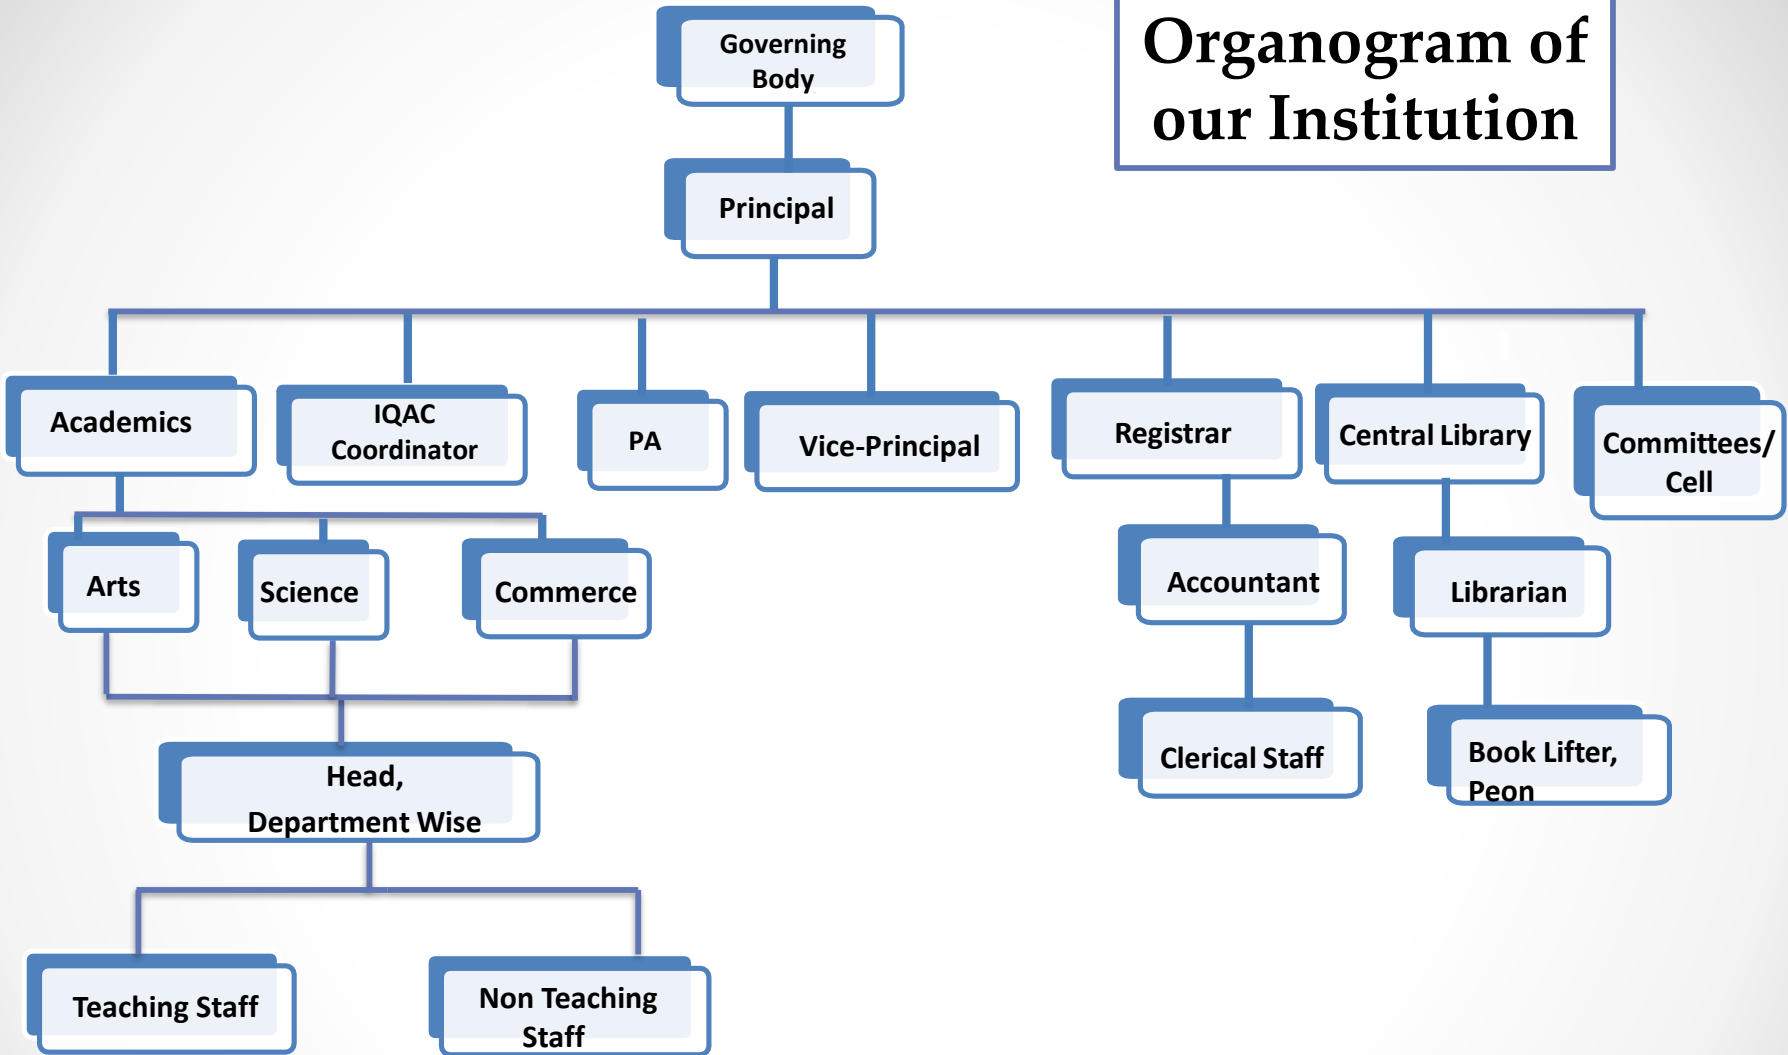 Organogram of
our Institution
Governing
Body
Principal
Academics
IQAC
Coordinator
PA
Vice-Principal
Registrar
Central Library
Committees/
Cell
Arts
Science
Commerce
Accountant
Librarian
Head,
Department Wise
Clerical Staff
Book Lifter,
Peon
Teaching Staff
Non Teaching
Staff